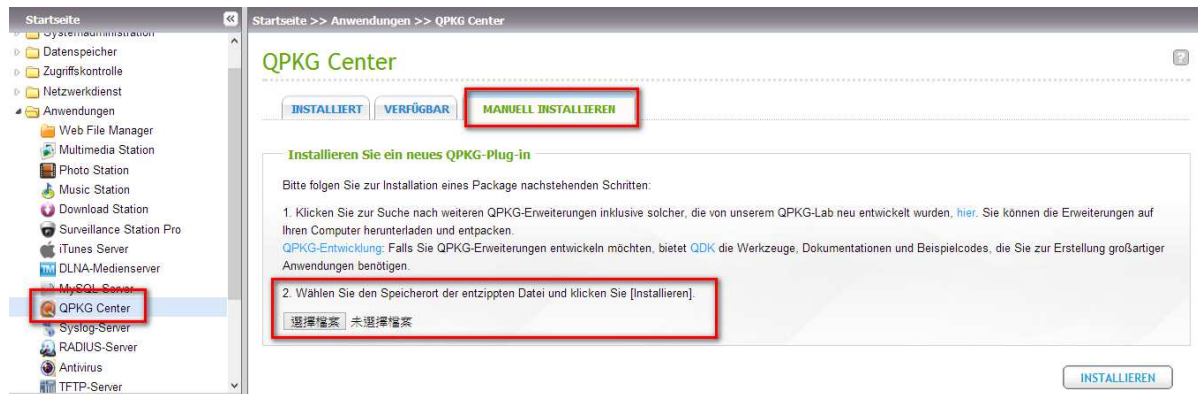 Startseite
Systemadministration
Datenspeicher
Zugriffskontrolle
Netzwerkdienst
Anwendungen
Web File Manager
Multimedia Station
Photo Station
Music Station
Download Station
Surveillance Station Pro
iTunes Server
DLNA-Medienserver
MySQL-Server
QPKG Center
Syslog-Server
RADIUS-Server
Antivirus
TFTP-Server
Startseite >> Anwendungen >> QPKG Center
QPKG Center
INSTALLIERT VERFÜGBAR MANUELL INSTALLIEREN
Installieren Sie ein neues QPKG-Plug-in
Bitte folgen Sie zur Installation eines Package nachstehenden Schritten:
1. Klicken Sie zur Suche nach weiteren QPKG-Erweiterungen inklusive solcher, die von unserem QPKG-Lab neu entwickelt wurden, hier. Sie können die Erweiterungen auf
Ihren Computer herunterladen und entpacken.
QPKG-Entwicklung: Falls Sie QPKG-Erweiterungen entwickeln möchten, bietet QDK die Werkzeuge, Dokumentationen und Beispielcodes, die Sie zur Erstellung großartiger
Anwendungen benötigen.
2. Wählen Sie den Speicherort der entzippten Datei und klicken Sie [Installieren].
選擇檔案 未選擇檔案
INSTALLIEREN